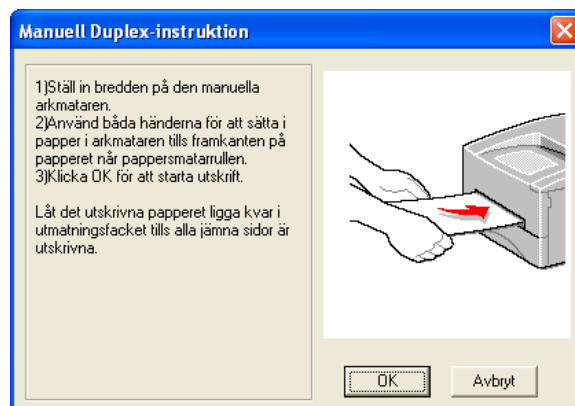 Manuell Duplex-instruktion
1)Ställ in bredden på den manuella
arkmataren.
2)Använd båda händerna för att sätta i
papper i arkmataren tills framkanten på
papperet når pappersmatarrullen.
3)Klicka OK för att starta utskrift.
Låt det utskrivna papperet ligga kvar i
utmatningsfacket tills alla jämna sidor är
utskrivna.
OK
Avbryt